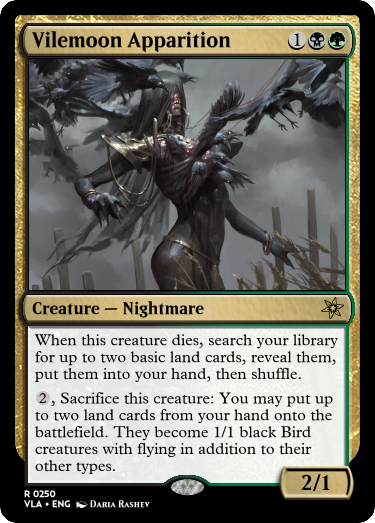 Vilemoon Apparition 1
Creature — Nightmare
When this creature dies, search your library
for up to two basic land cards, reveal them,
put them into your hand, then shuffle.
2, Sacrifice this creature: You may put up
to two land cards from your hand onto the
battlefield. They become 1/1 black Bird
creatures with flying in addition to their
other types.
2/1
R 0250
VLA • ENG Daria Rashev